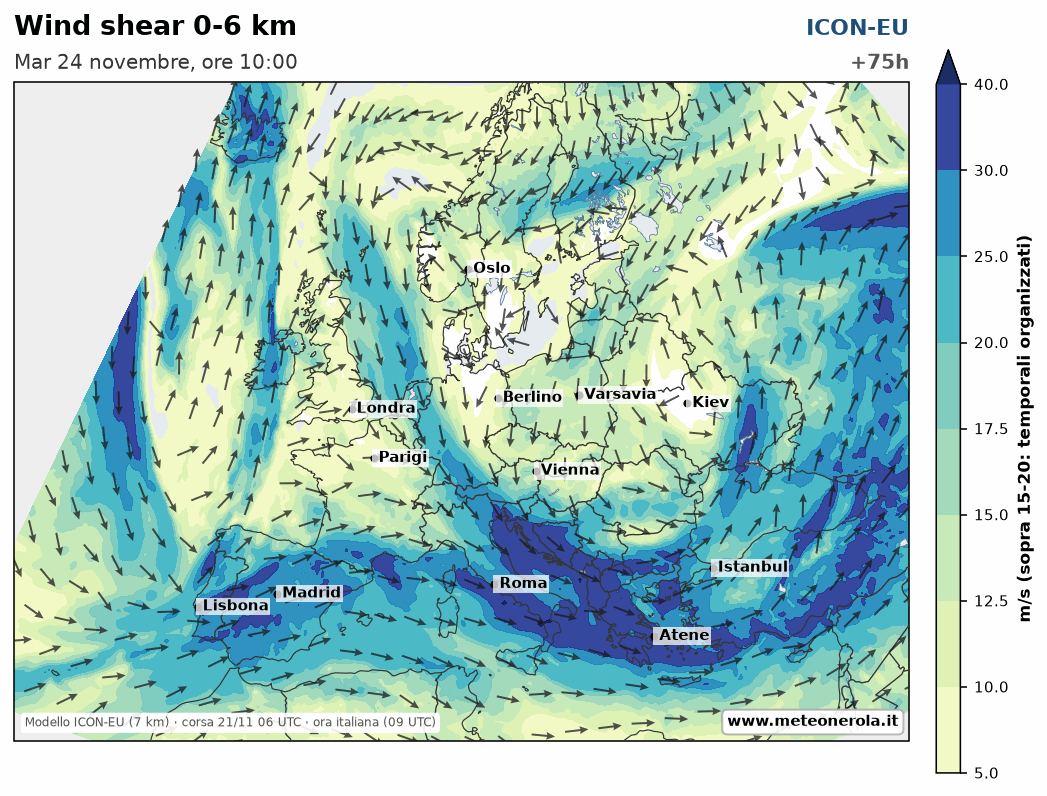 Wind shear 0-6 km
ICON-EU
Mar 24 novembre, ore 10:00
+75h
40.0
30.0
25.0
20.0
17.5
15.0
12.5
10.0
5.0
m/s (sopra 15-20: temporali organizzati)
Oslo
Berlino
Varsavia
Kiev
Londra
Parigi
Vienna
Istanbul
Roma
Madrid
Lisbona
Atene
Modello ICON-EU (7 km) · corsa 21/11 06 UTC · ora italiana (09 UTC)
www.meteonerola.it